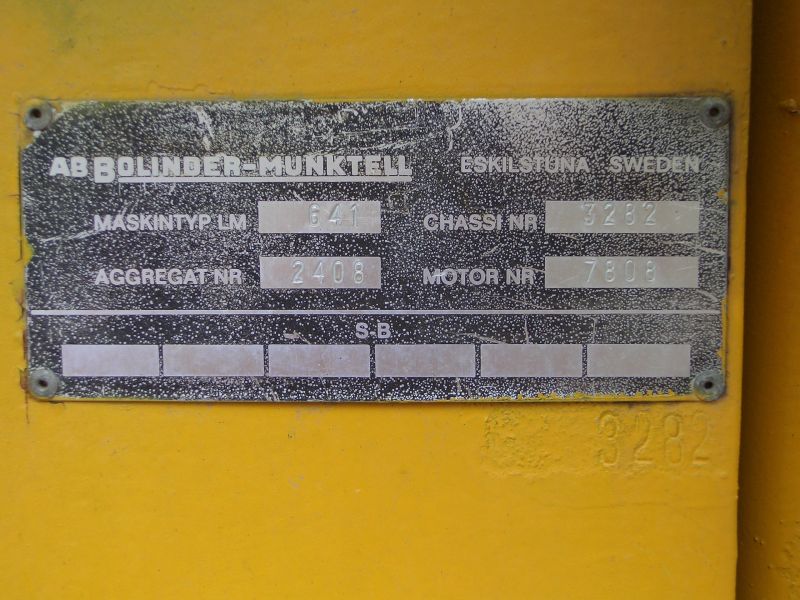 AB BOLINDER-MUNKTELL ESKILSTUNA SWEDEN
MASKINTYP LM 641 CHASSI NR 3282
AGGREGAT NR 2408 MOTOR NR 7808
S-B
3282